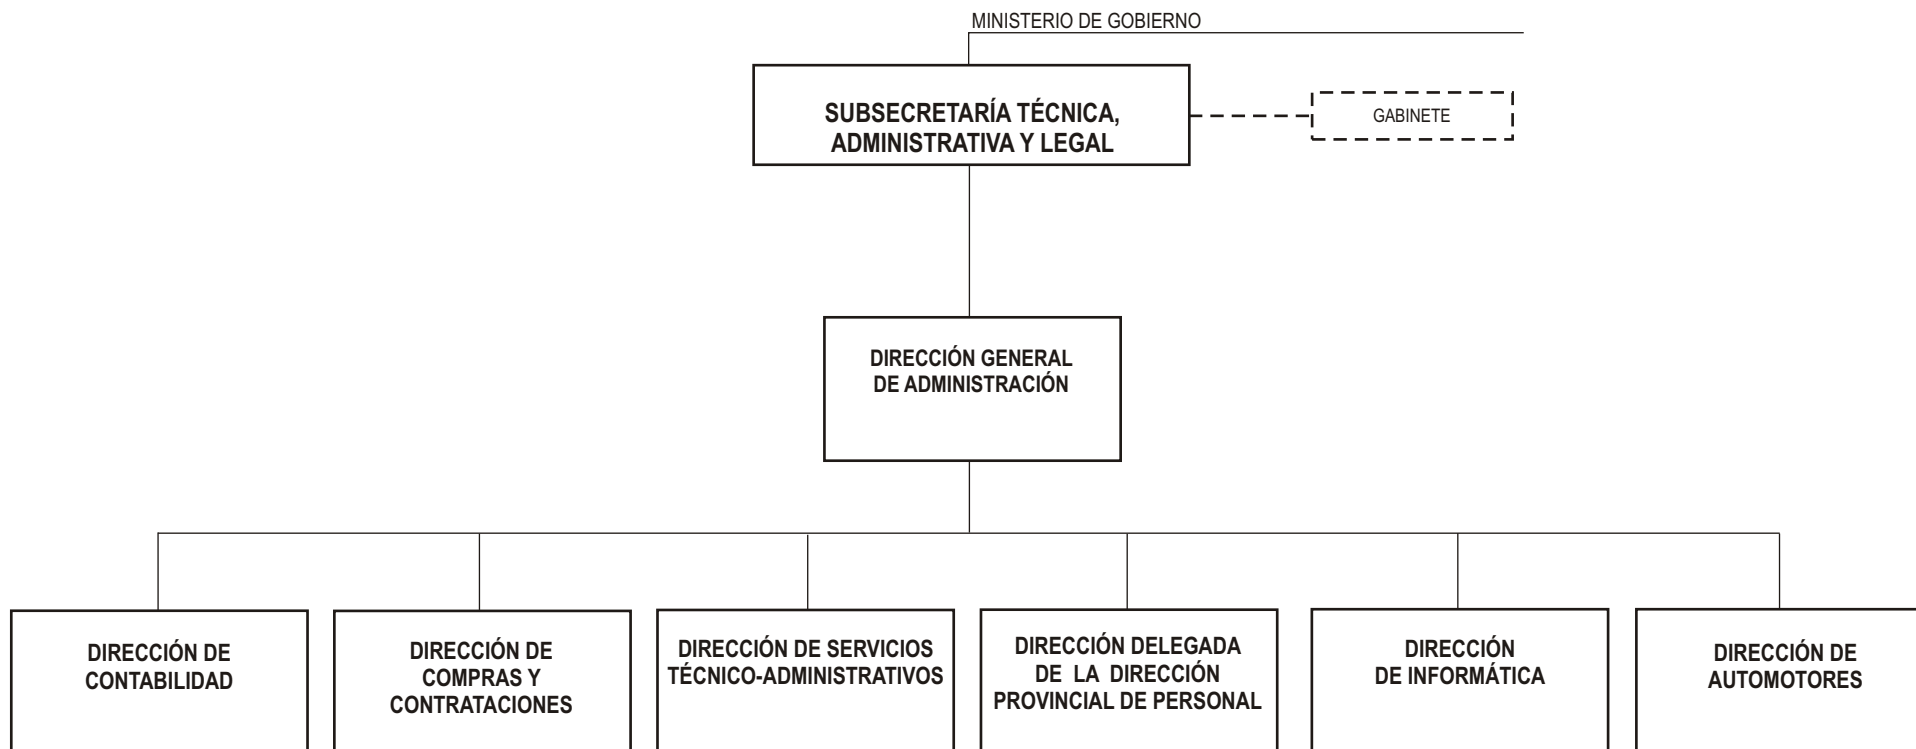 MINISTERIO DE GOBIERNO
SUBSECRETARÍA TÉCNICA,
ADMINISTRATIVA Y LEGAL
GABINETE
DIRECCIÓN GENERAL
DE ADMINISTRACIÓN
DIRECCIÓN DE
CONTABILIDAD
DIRECCIÓN DE
COMPRAS Y
CONTRATACIONES
DIRECCIÓN DE SERVICIOS
TÉCNICO-ADMINISTRATIVOS
DIRECCIÓN DELEGADA
DE LA DIRECCIÓN
PROVINCIAL DE PERSONAL
DIRECCIÓN
DE INFORMÁTICA
DIRECCIÓN DE
AUTOMOTORES